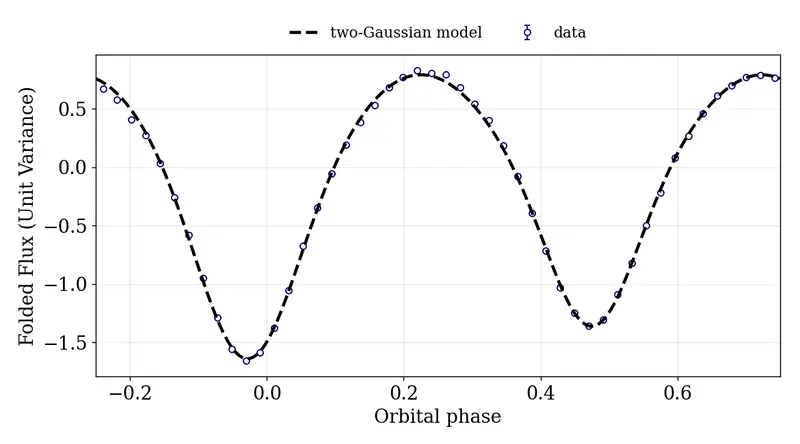 two-Gaussian model
data
Folded Flux (Unit Variance)
0.5
0.0
−0.5
−1.0
−1.5
−0.2 0.0 0.2 0.4 0.6
Orbital phase